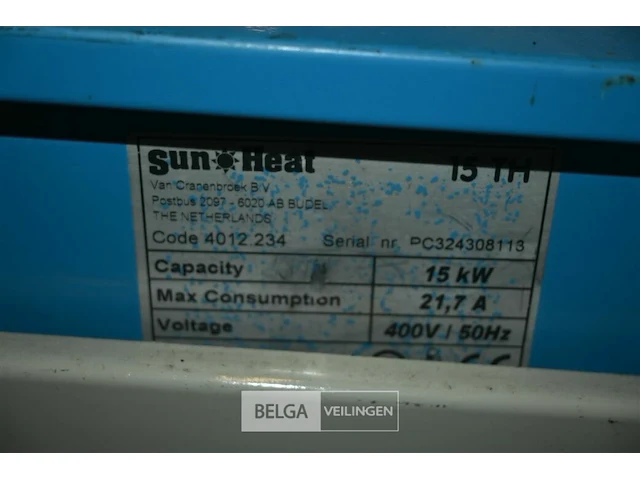 Sun Heat 15 TH
Van Cranenbroek B.V.
Postbus 2097 - 6020 AB BUDEL
THE NETHERLANDS
Code 4012 234 Serial nr. PC324308113
Capacity 15 kW
Max Consumption 21,7 A
Voltage 400V / 50Hz
BELGA VEILINGEN